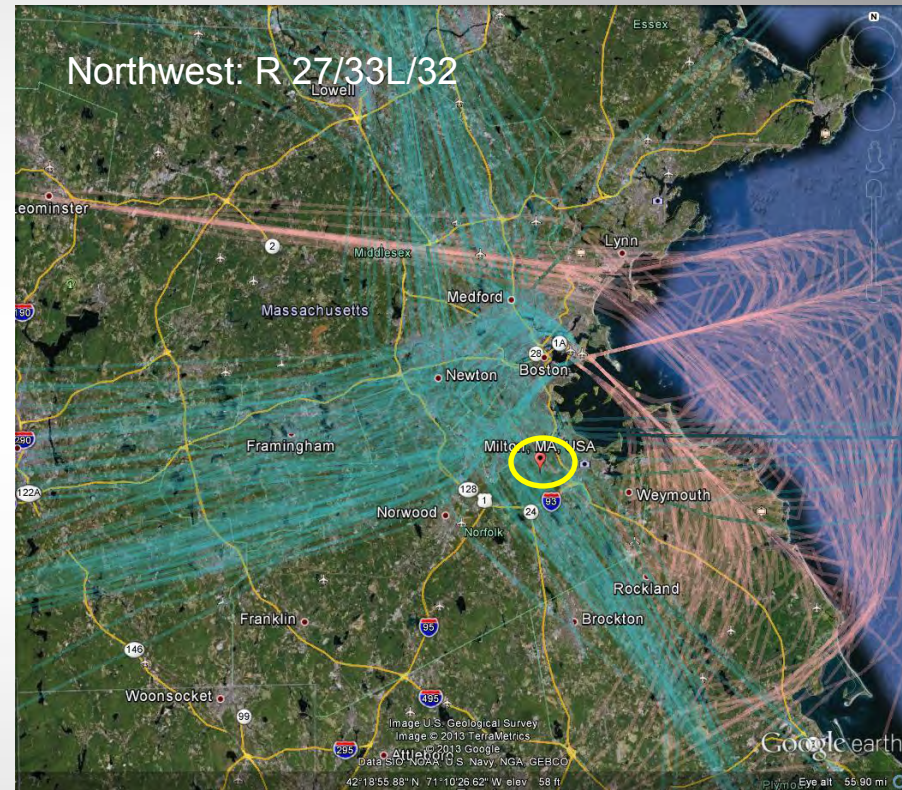 Essex
N
Northwest: R 27/33L/32
Lowell
Leominster
2
Middlesex
Lynn
Medford
Massachusetts
190
1A
28
Boston
Newton
290
Framingham
Milton, MA, USA
122A
128
1
93
Weymouth
Norwood
24
Norfolk
Rockland
Franklin
95
Brockton
146
Woonsocket
495
99
Image U.S. Geological Survey
Image © 2013 TerraMetrics
295
Attleboro
© 2013 Google
Data SIO, NOAA, U.S. Navy, NGA, GEBCO
Google earth
Plymouth
42°18'55.88" N 71°10'26.62" W elev 58 ft
Eye alt 55.90 mi